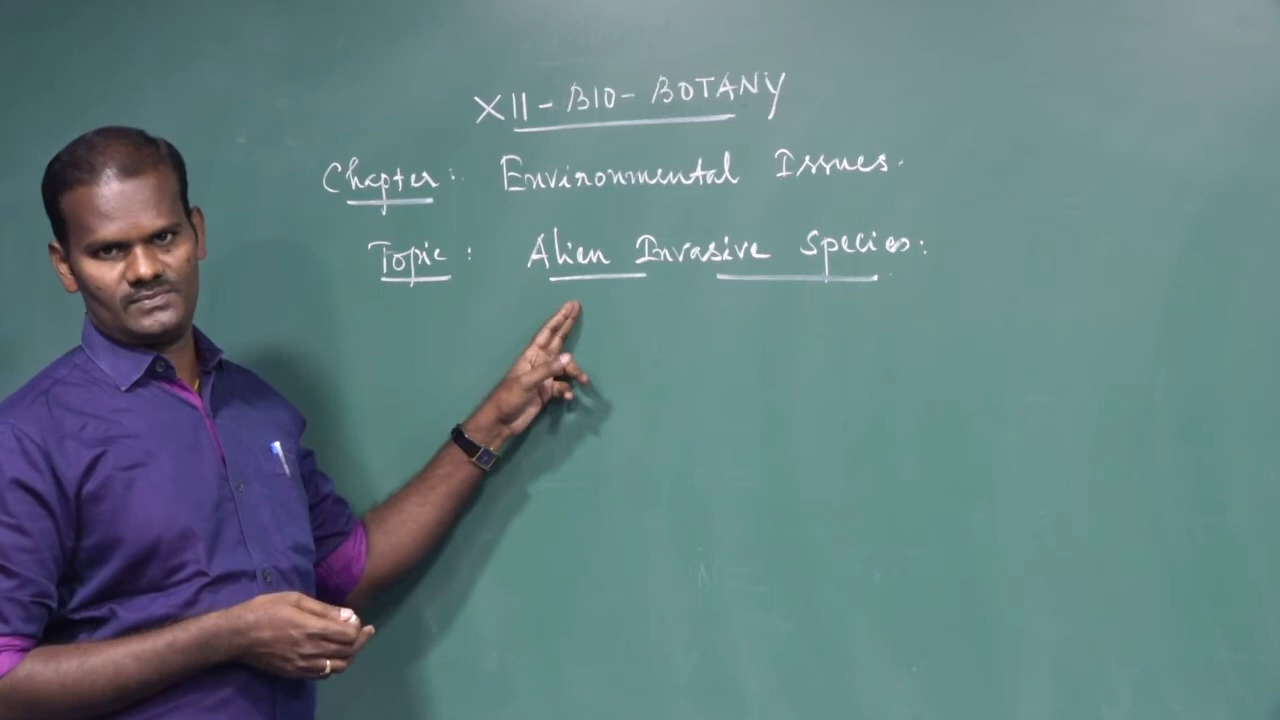 XII - BIO - BOTANY
Chapter: Environmental Issues.
Topic : Alien Invasive Species: